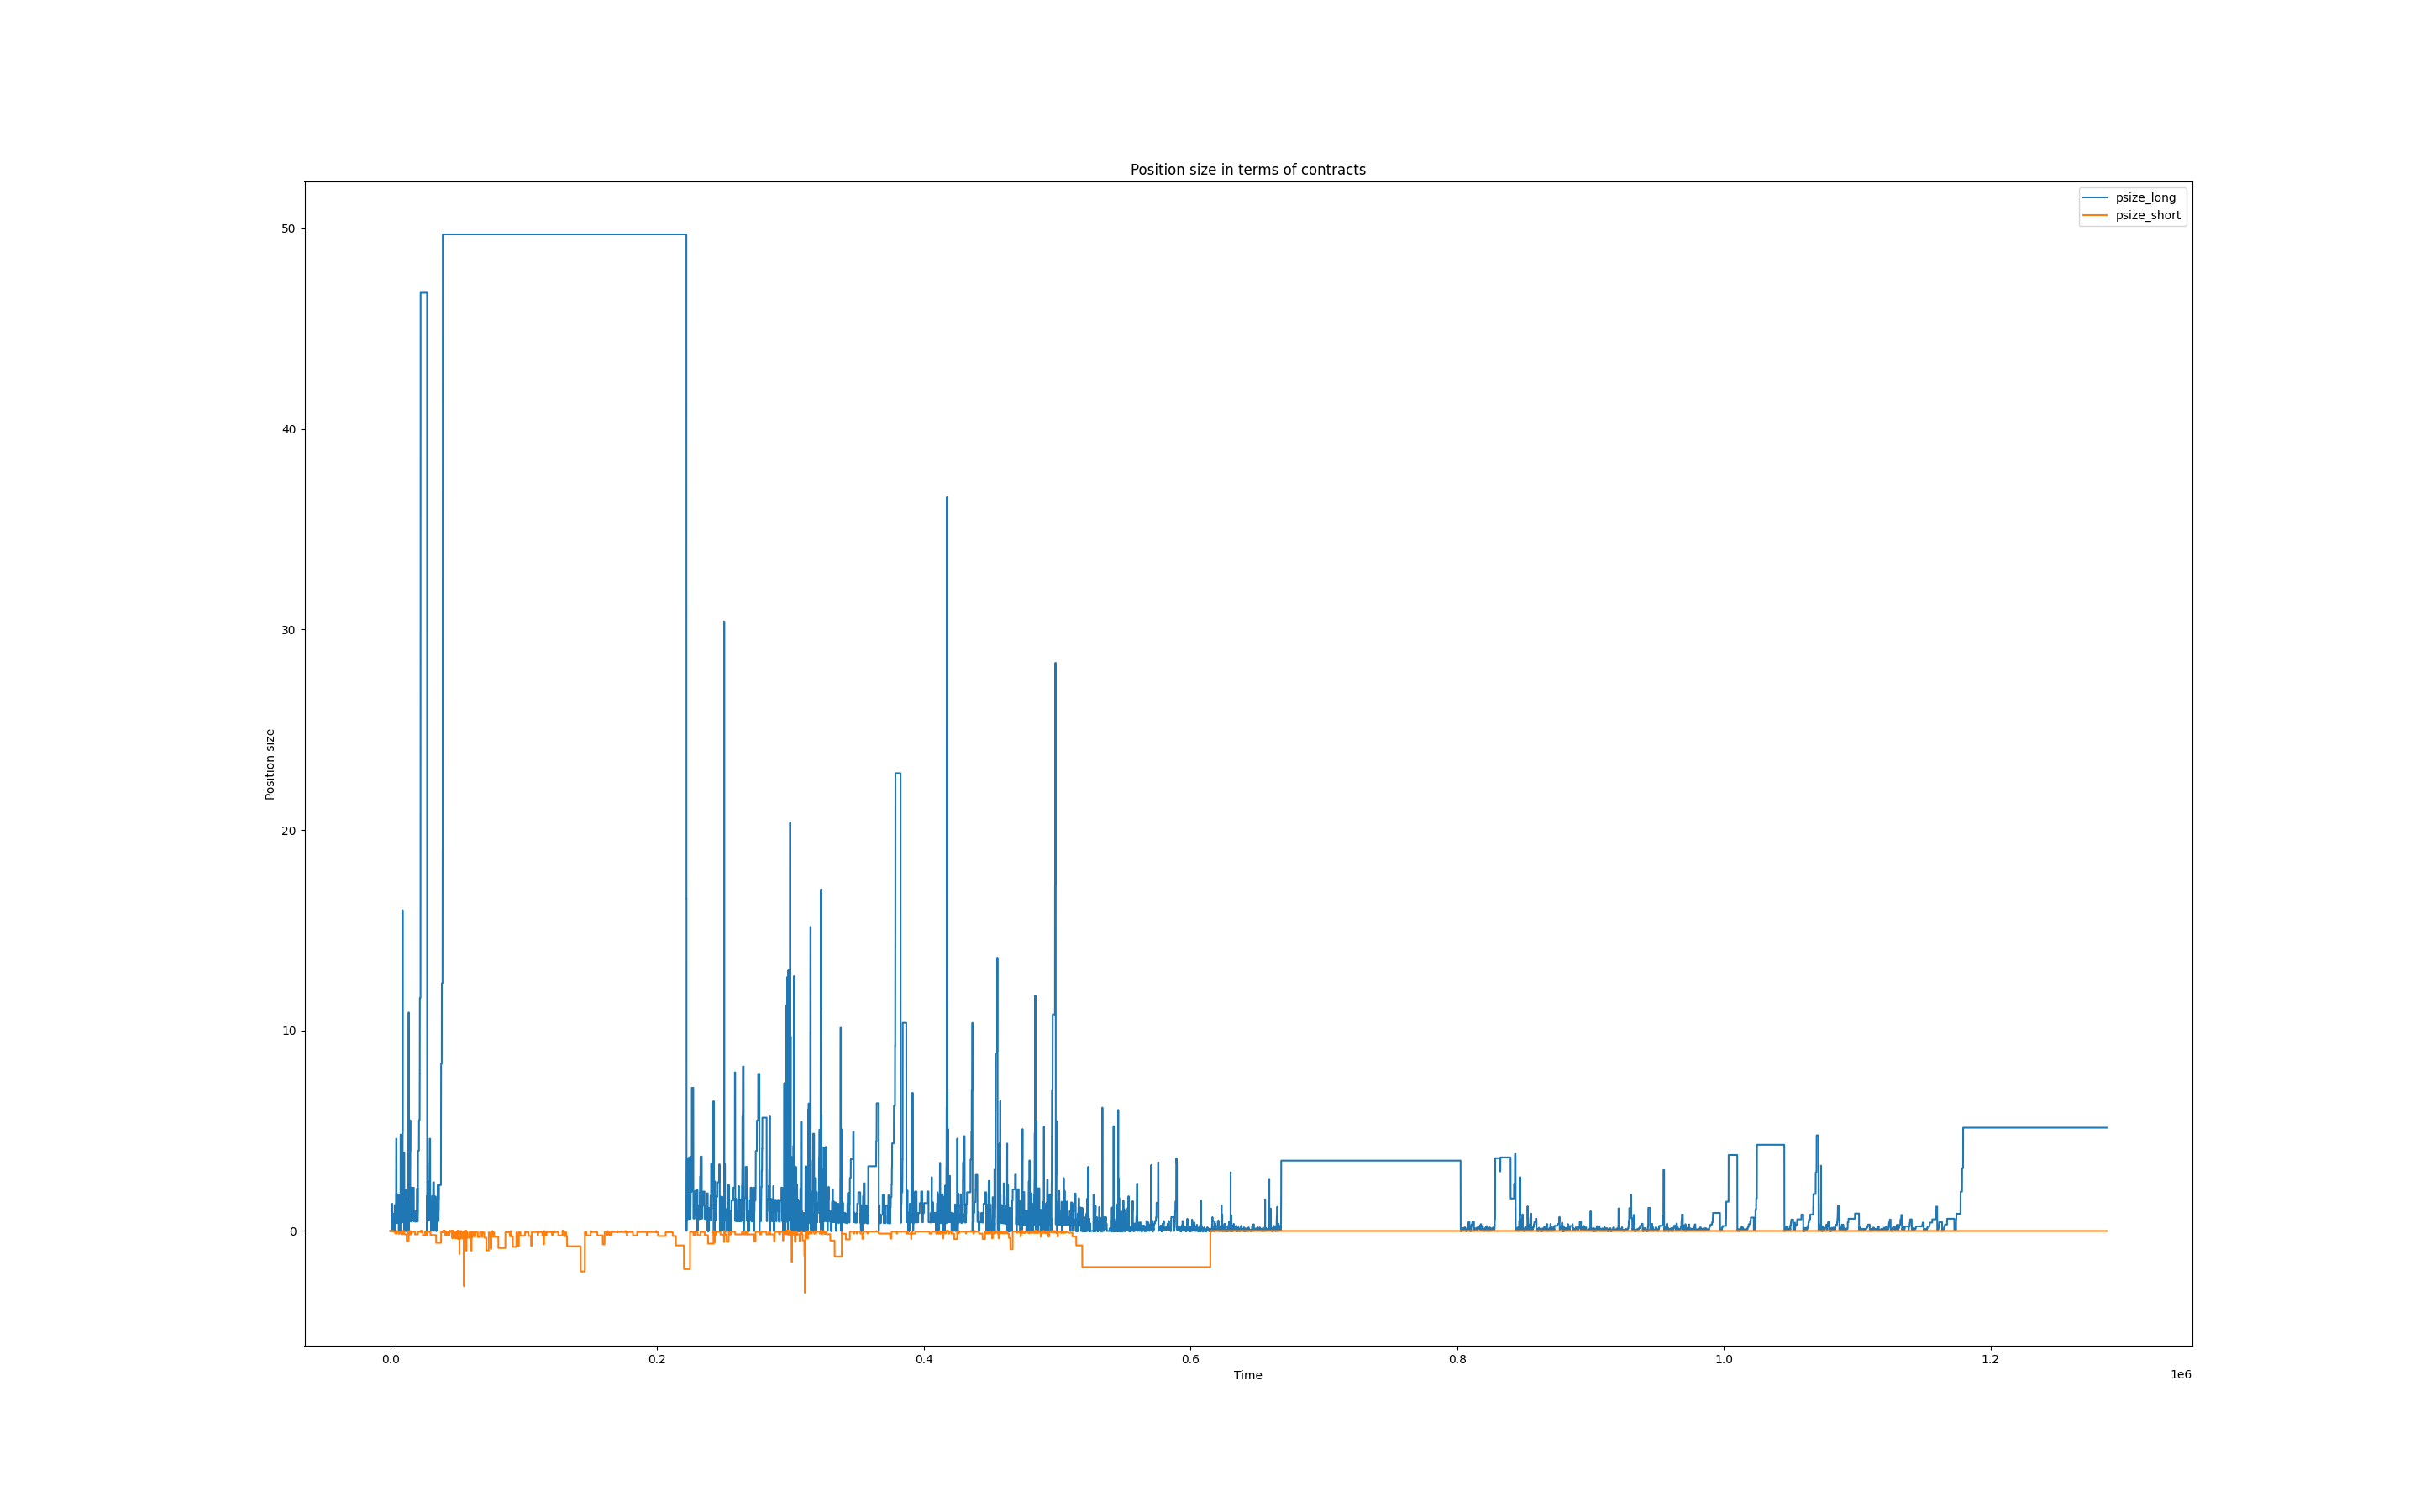 Position size in terms of contracts
psize_long
psize_short
50
40
30
20
10
0
Position size
0.0 0.2 0.4 0.6 0.8 1.0 1.2
Time
1e6